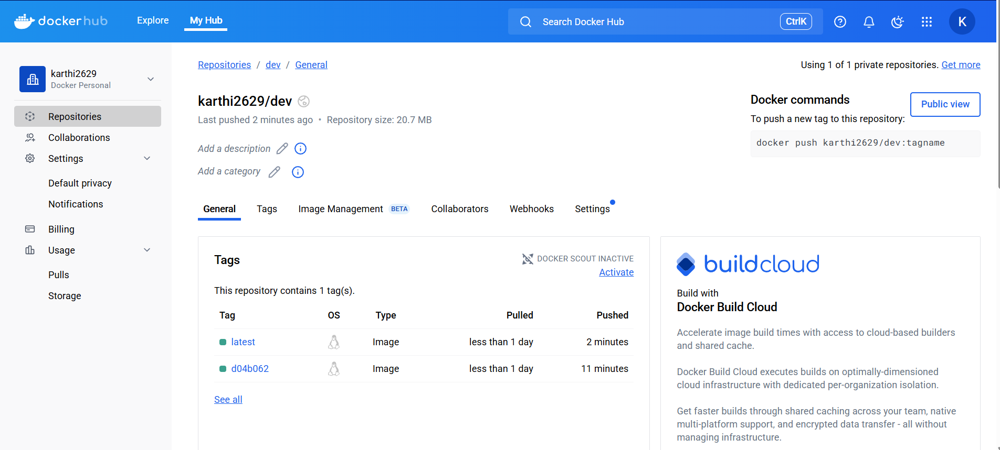 dockerhub
Explore
My Hub
Search Docker Hub
CtrlK
K
karthi2629
Docker Personal
Repositories
Collaborations
Settings
Default privacy
Notifications
Billing
Usage
Pulls
Storage
Repositories / dev / General
Using 1 of 1 private repositories. Get more
karthi2629/dev
Last pushed 2 minutes ago • Repository size: 20.7 MB
Add a description
Add a category
Docker commands
Public view
To push a new tag to this repository:
docker push karthi2629/dev:tagname
General
Tags
Image Management BETA
Collaborators
Webhooks
Settings
Tags
DOCKER SCOUT INACTIVE
Activate
This repository contains 1 tag(s).
Tag OS Type Pulled Pushed
latest Image less than 1 day 2 minutes
d04b062 Image less than 1 day 11 minutes
See all
buildcloud
Build with
Docker Build Cloud
Accelerate image build times with access to cloud-based builders
and shared cache.
Docker Build Cloud executes builds on optimally-dimensioned
cloud infrastructure with dedicated per-organization isolation.
Get faster builds through shared caching across your team, native
multi-platform support, and encrypted data transfer - all without
managing infrastructure.